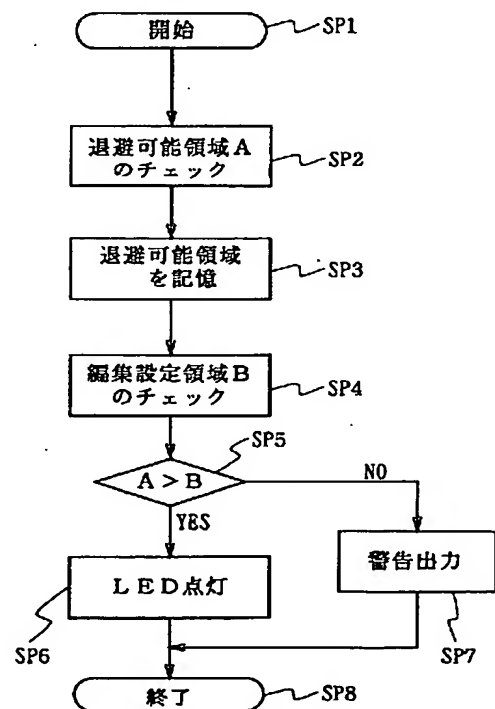 開始
SP1
退避可能領域A
のチェック
SP2
退避可能領域
を記憶
SP3
編集設定領域B
のチェック
SP4
SP5
A>B
NO
YES
LED点灯
警告出力
SP6
SP7
終了
SP8